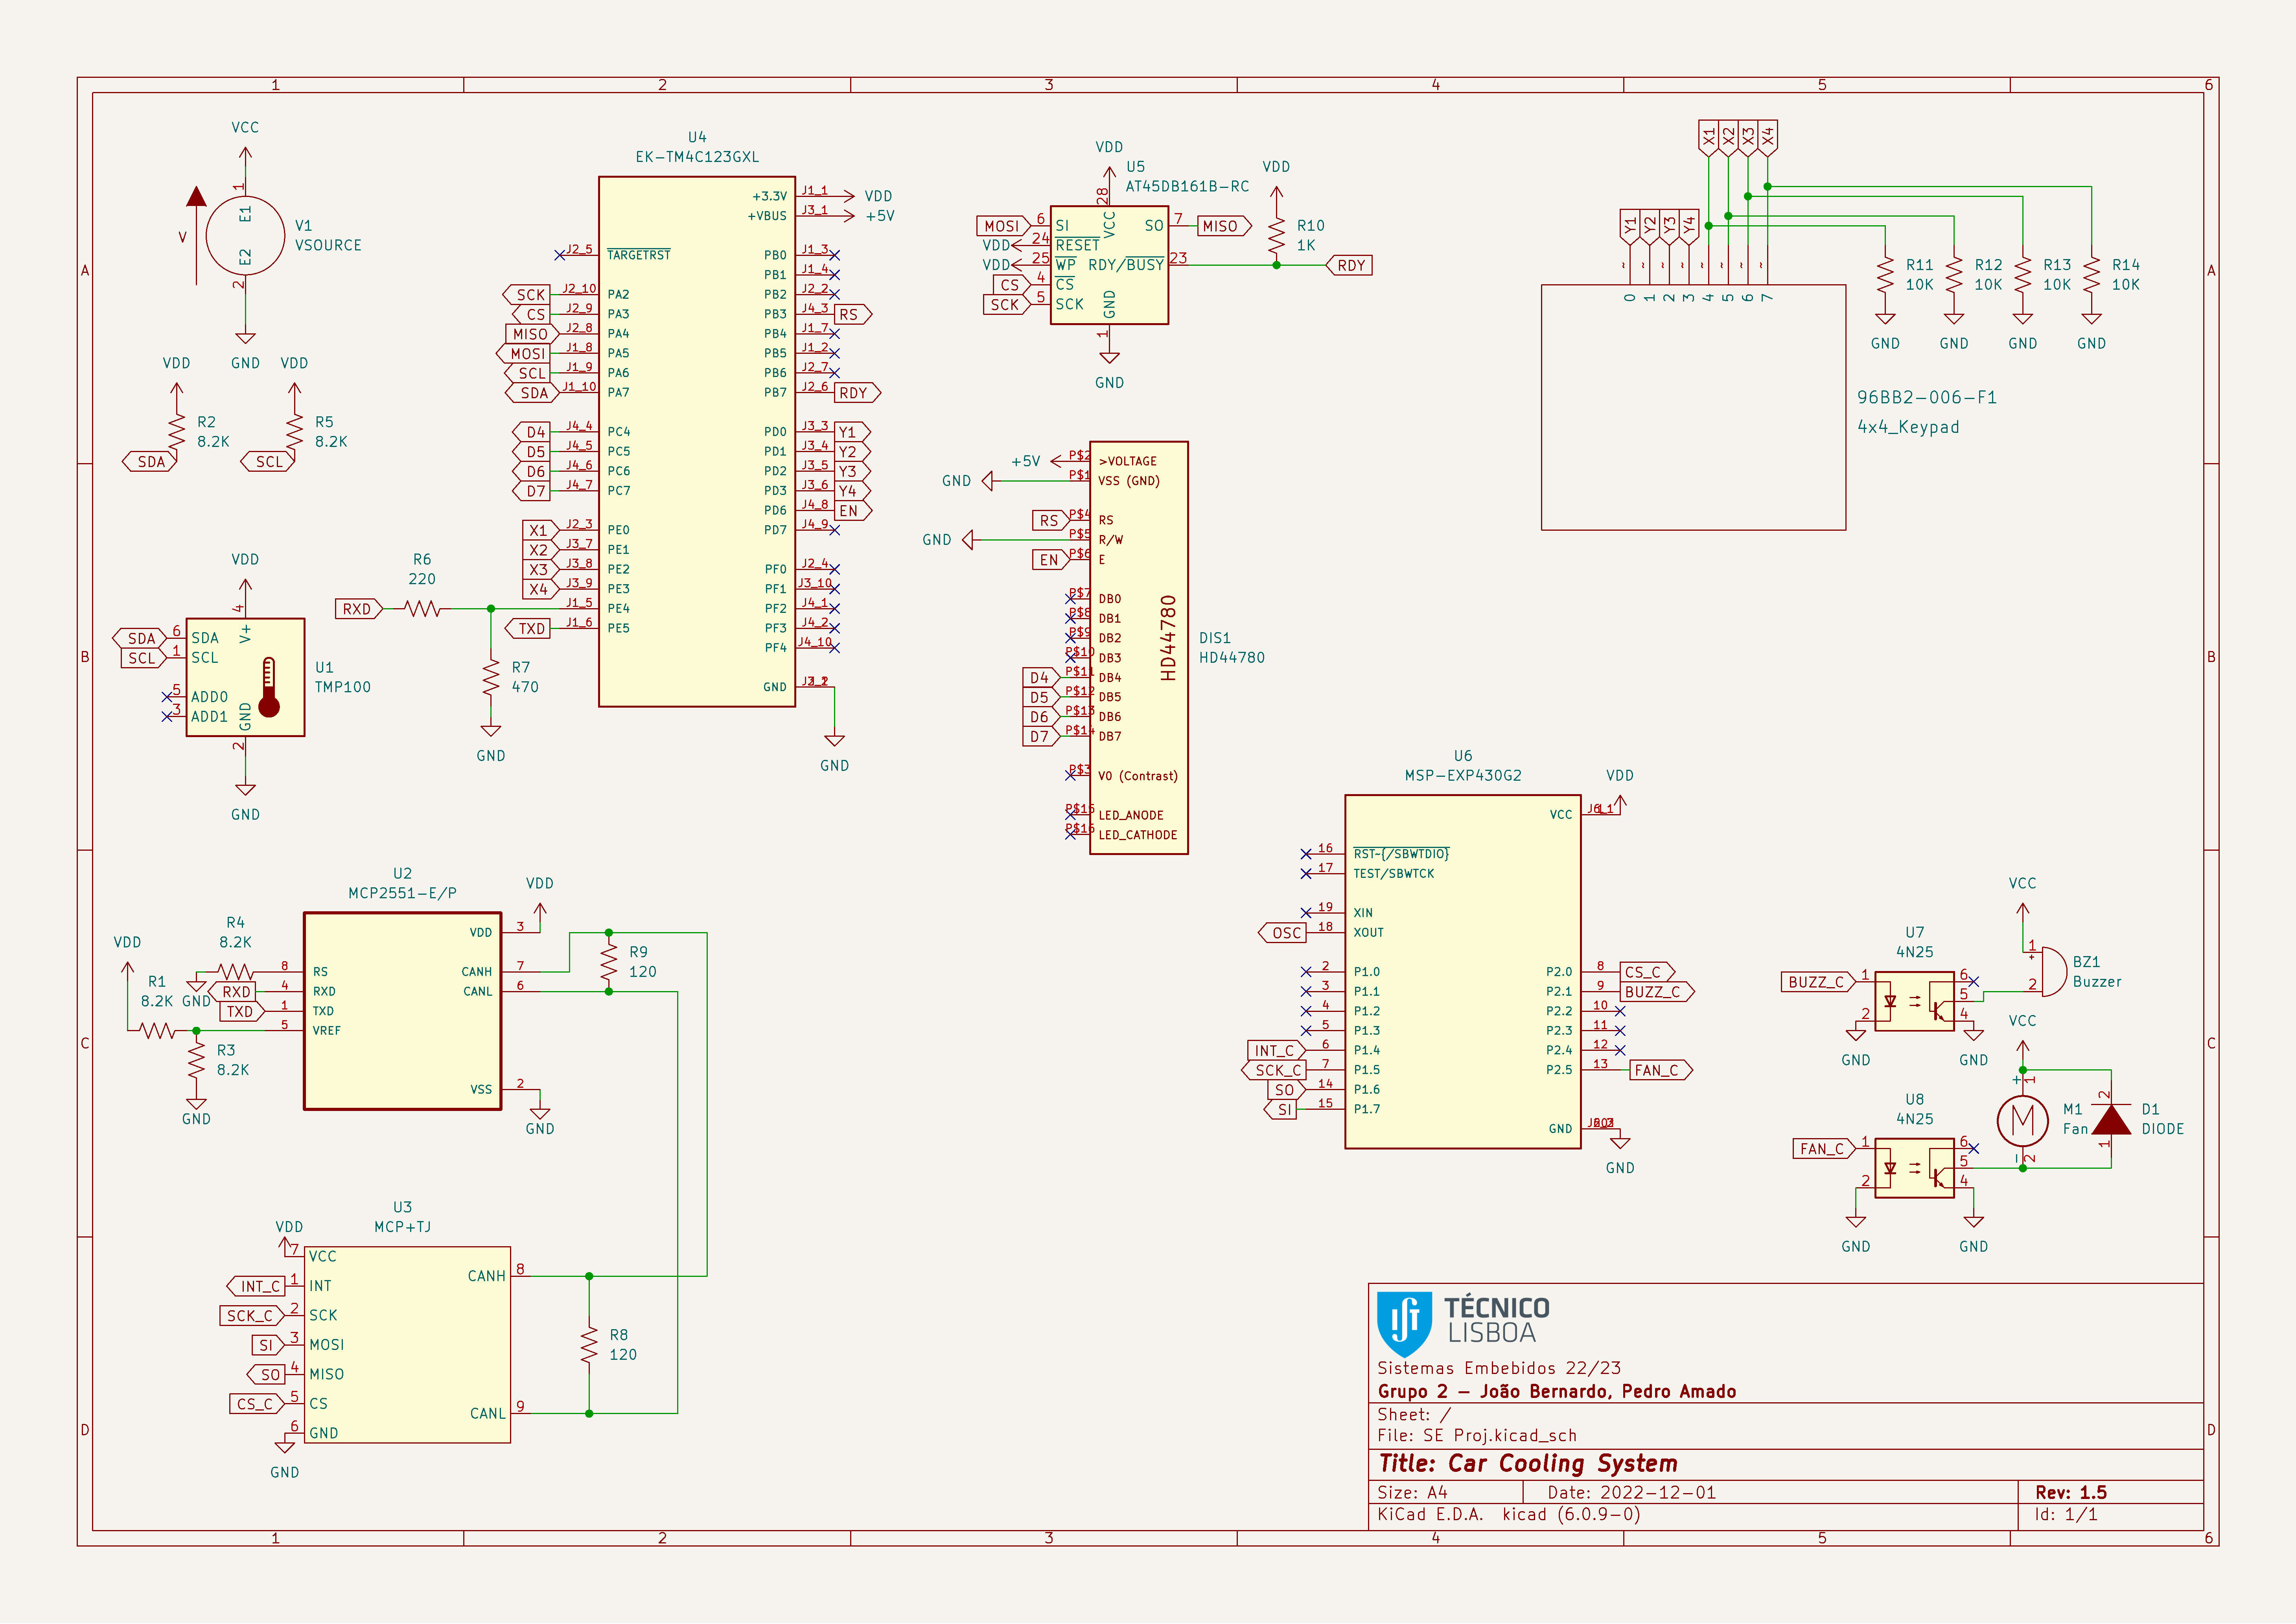 1 2 3 4 5 6
A
B
C
D
VCC
1
E1
E2
2
V
V1
VSOURCE
GND
VDD
R2
8.2K
SDA
VDD
R5
8.2K
SCL
U4
EK-TM4C123GXL
+3.3V J1_1 VDD
+VBUS J3_1 +5V
J2_5 TARGETRST
SCK J2_10 PA2
CS J2_9 PA3
MISO J2_8 PA4
MOSI J1_8 PA5
SCL J1_9 PA6
SDA J1_10 PA7
D4 J4_4 PC4
D5 J4_5 PC5
D6 J4_6 PC6
D7 J4_7 PC7
X1 J2_3 PE0
X2 J3_7 PE1
X3 J3_8 PE2
X4 J3_9 PE3
J1_5 PE4
TXD J1_6 PE5
PB0 J1_3
PB1 J1_4
PB2 J2_2
PB3 J4_3 RS
PB4 J1_7
PB5 J1_2
PB6 J2_7
PB7 J2_6 RDY
PD0 J3_3 Y1
PD1 J3_4 Y2
PD2 J3_5 Y3
PD3 J3_6 Y4
PD6 J4_8 EN
PD7 J4_9
PF0 J2_4
PF1 J3_10
PF2 J4_1
PF3 J4_2
PF4 J4_10
GND
GND
RXD
R6
220
R7
470
GND
VDD
U5
AT45DB161B-RC
28
VCC
MOSI 6 SI
VDD 24 RESET
VDD 25 WP
CS 4 CS
SCK 5 SCK
SO 7 MISO
RDY/BUSY 23
GND
1
GND
VDD
R10
1K
RDY
X1 X2 X3 X4
Y1 Y2 Y3 Y4
~ ~ ~ ~ ~ ~ ~ ~
0 1 2 3 4 5 6 7
R11
10K
GND
R12
10K
GND
R13
10K
GND
R14
10K
GND
96BB2-006-F1
4x4_Keypad
+5V P$2 >VOLTAGE
GND P$1 VSS (GND)
RS P$4 RS
GND P$5 R/W
EN P$6 E
P$7 DB0
P$8 DB1
P$9 DB2
P$10 DB3
D4 P$11 DB4
D5 P$12 DB5
D6 P$13 DB6
D7 P$14 DB7
P$3 V0 (Contrast)
P$15 LED_ANODE
P$16 LED_CATHODE
HD44780
DIS1
HD44780
VDD
4
V+
SDA 6 SDA
SCL 1 SCL
5 ADD0
3 ADD1
GND
2
GND
U1
TMP100
U2
MCP2551-E/P
VDD
R4
8.2K
GND
VDD
R1
8.2K
R3
8.2K
GND
8 RS
RXD 4 RXD
TXD 1 TXD
5 VREF
VDD 3
CANH 7
CANL 6
VSS 2
GND
R9
120
U3
MCP+TJ
VDD
7 VCC
INT_C 1 INT
SCK_C 2 SCK
SI 3 MOSI
SO 4 MISO
CS_C 5 CS
6 GND
GND
CANH 8
CANL 9
R8
120
U6
MSP-EXP430G2
VDD
VCC
16 RST~{/SBWTDIO}
17 TEST/SBWTCK
19 XIN
OSC 18 XOUT
2 P1.0
3 P1.1
4 P1.2
5 P1.3
INT_C 6 P1.4
SCK_C 7 P1.5
SO 14 P1.6
SI 15 P1.7
P2.0 8 CS_C
P2.1 9 BUZZ_C
P2.2 10
P2.3 11
P2.4 12
P2.5 13 FAN_C
GND
GND
U7
4N25
BUZZ_C 1
2
6
5
4
GND
GND
VCC
1
+
2
BZ1
Buzzer
VCC
U8
4N25
FAN_C 1
2
6
5
4
GND
GND
+
1
M
-
2
M1
Fan
2
1
D1
DIODE
TÉCNICO
LISBOA
Sistemas Embebidos 22/23
Grupo 2 - João Bernardo, Pedro Amado
Sheet: /
File: SE Proj.kicad_sch
Title: Car Cooling System
Size: A4 Date: 2022-12-01 Rev: 1.5
KiCad E.D.A. kicad (6.0.9-0) Id: 1/1
1 2 3 4 5 6
A
B
C
D